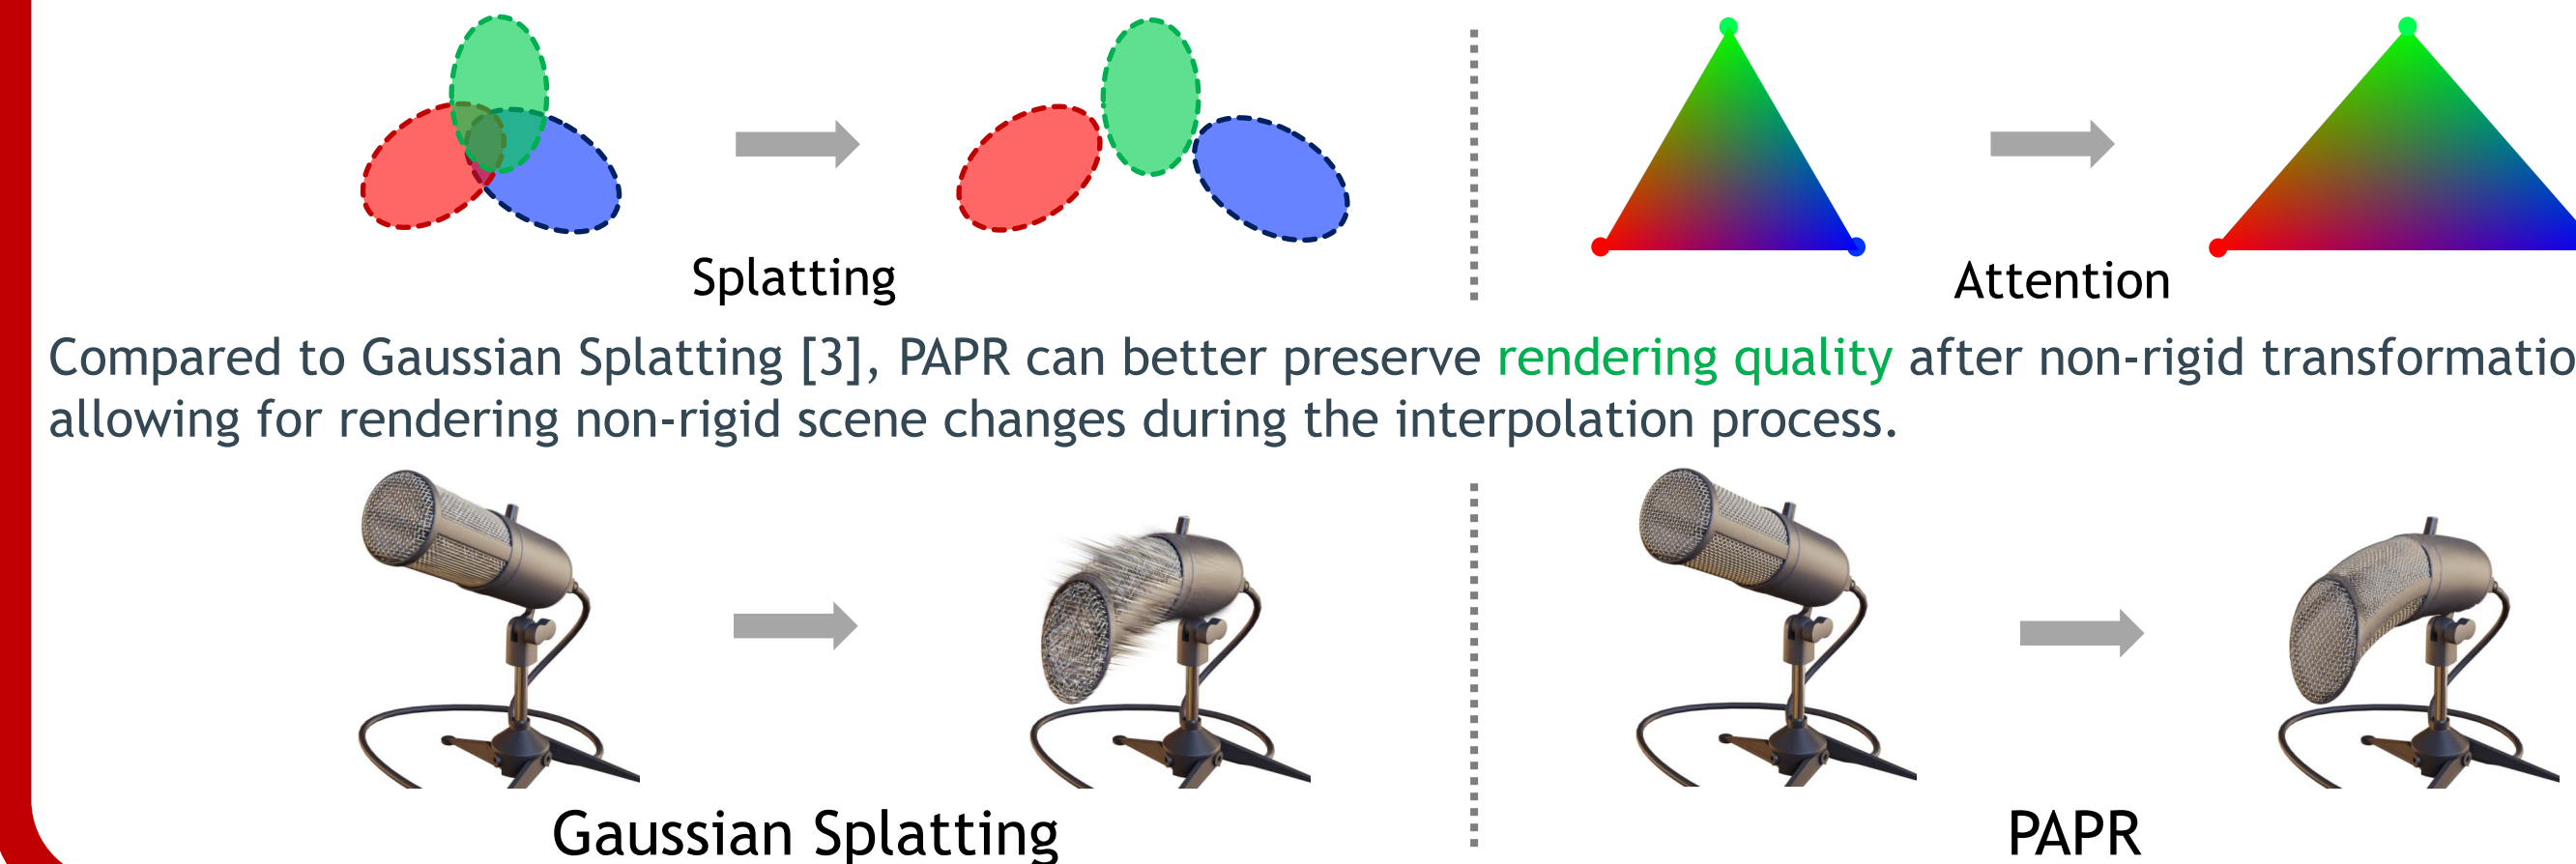 Splatting
Attention
Compared to Gaussian Splatting [3], PAPR can better preserve rendering quality after non-rigid transformatio
allowing for rendering non-rigid scene changes during the interpolation process.
Gaussian Splatting
PAPR